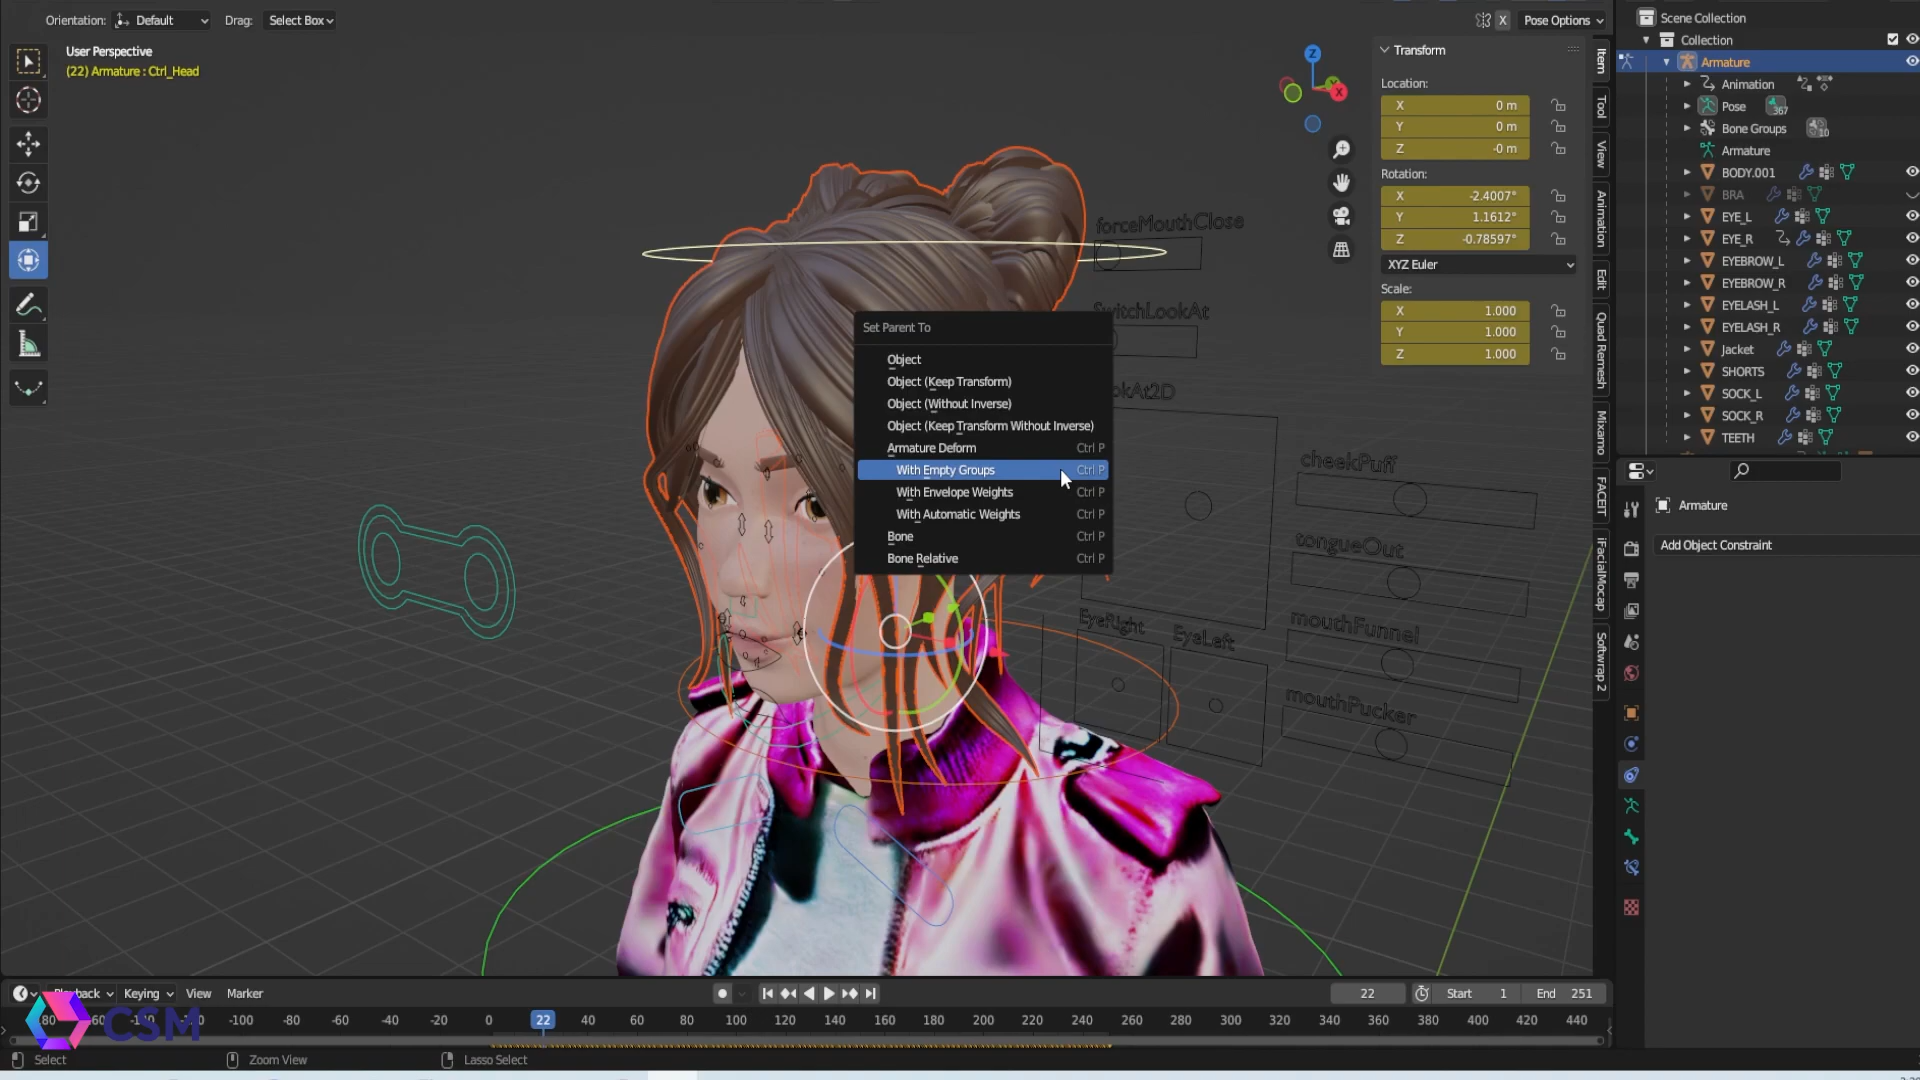 Orientation: Default Drag: Select Box X Pose Options
User Perspective
(22) Armature : Ctrl_Head
Z
Y
X
Transform
Location:
X 0 m
Y 0 m
Z -0 m
Rotation:
X -2.4007°
Y 1.1612°
Z -0.78597°
XYZ Euler
Scale:
X 1.000
Y 1.000
Z 1.000
Item
Tool
View
Animation
Edit
Quad Remesh
Mixamo
FACEIT
iFacialMocap
Softwrap 2
Scene Collection
Collection
Armature
Animation
Pose 367
Bone Groups 10
Armature
BODY.001
BRA
EYE_L
EYE_R
EYEBROW_L
EYEBROW_R
EYELASH_L
EYELASH_R
Jacket
SHORTS
SOCK_L
SOCK_R
TEETH
Armature
Add Object Constraint
Set Parent To
Object
Object (Keep Transform)
Object (Without Inverse)
Object (Keep Transform Without Inverse)
Armature Deform Ctrl P
With Empty Groups Ctrl P
With Envelope Weights Ctrl P
With Automatic Weights Ctrl P
Bone Ctrl P
Bone Relative Ctrl P
forceMouthClose
SwitchLookAt
okAt2D
cheekPuff
tongueOut
mouthFunnel
mouthPucker
EyeRight
EyeLeft
Playback Keying View Marker
22 Start 1 End 251
-100 -80 -60 -40 -20 0 22 40 60 80 100 120 140 160 180 200 220 240 260 280 300 320 340 360 380 400 420 440
CSM
Select Zoom View Lasso Select